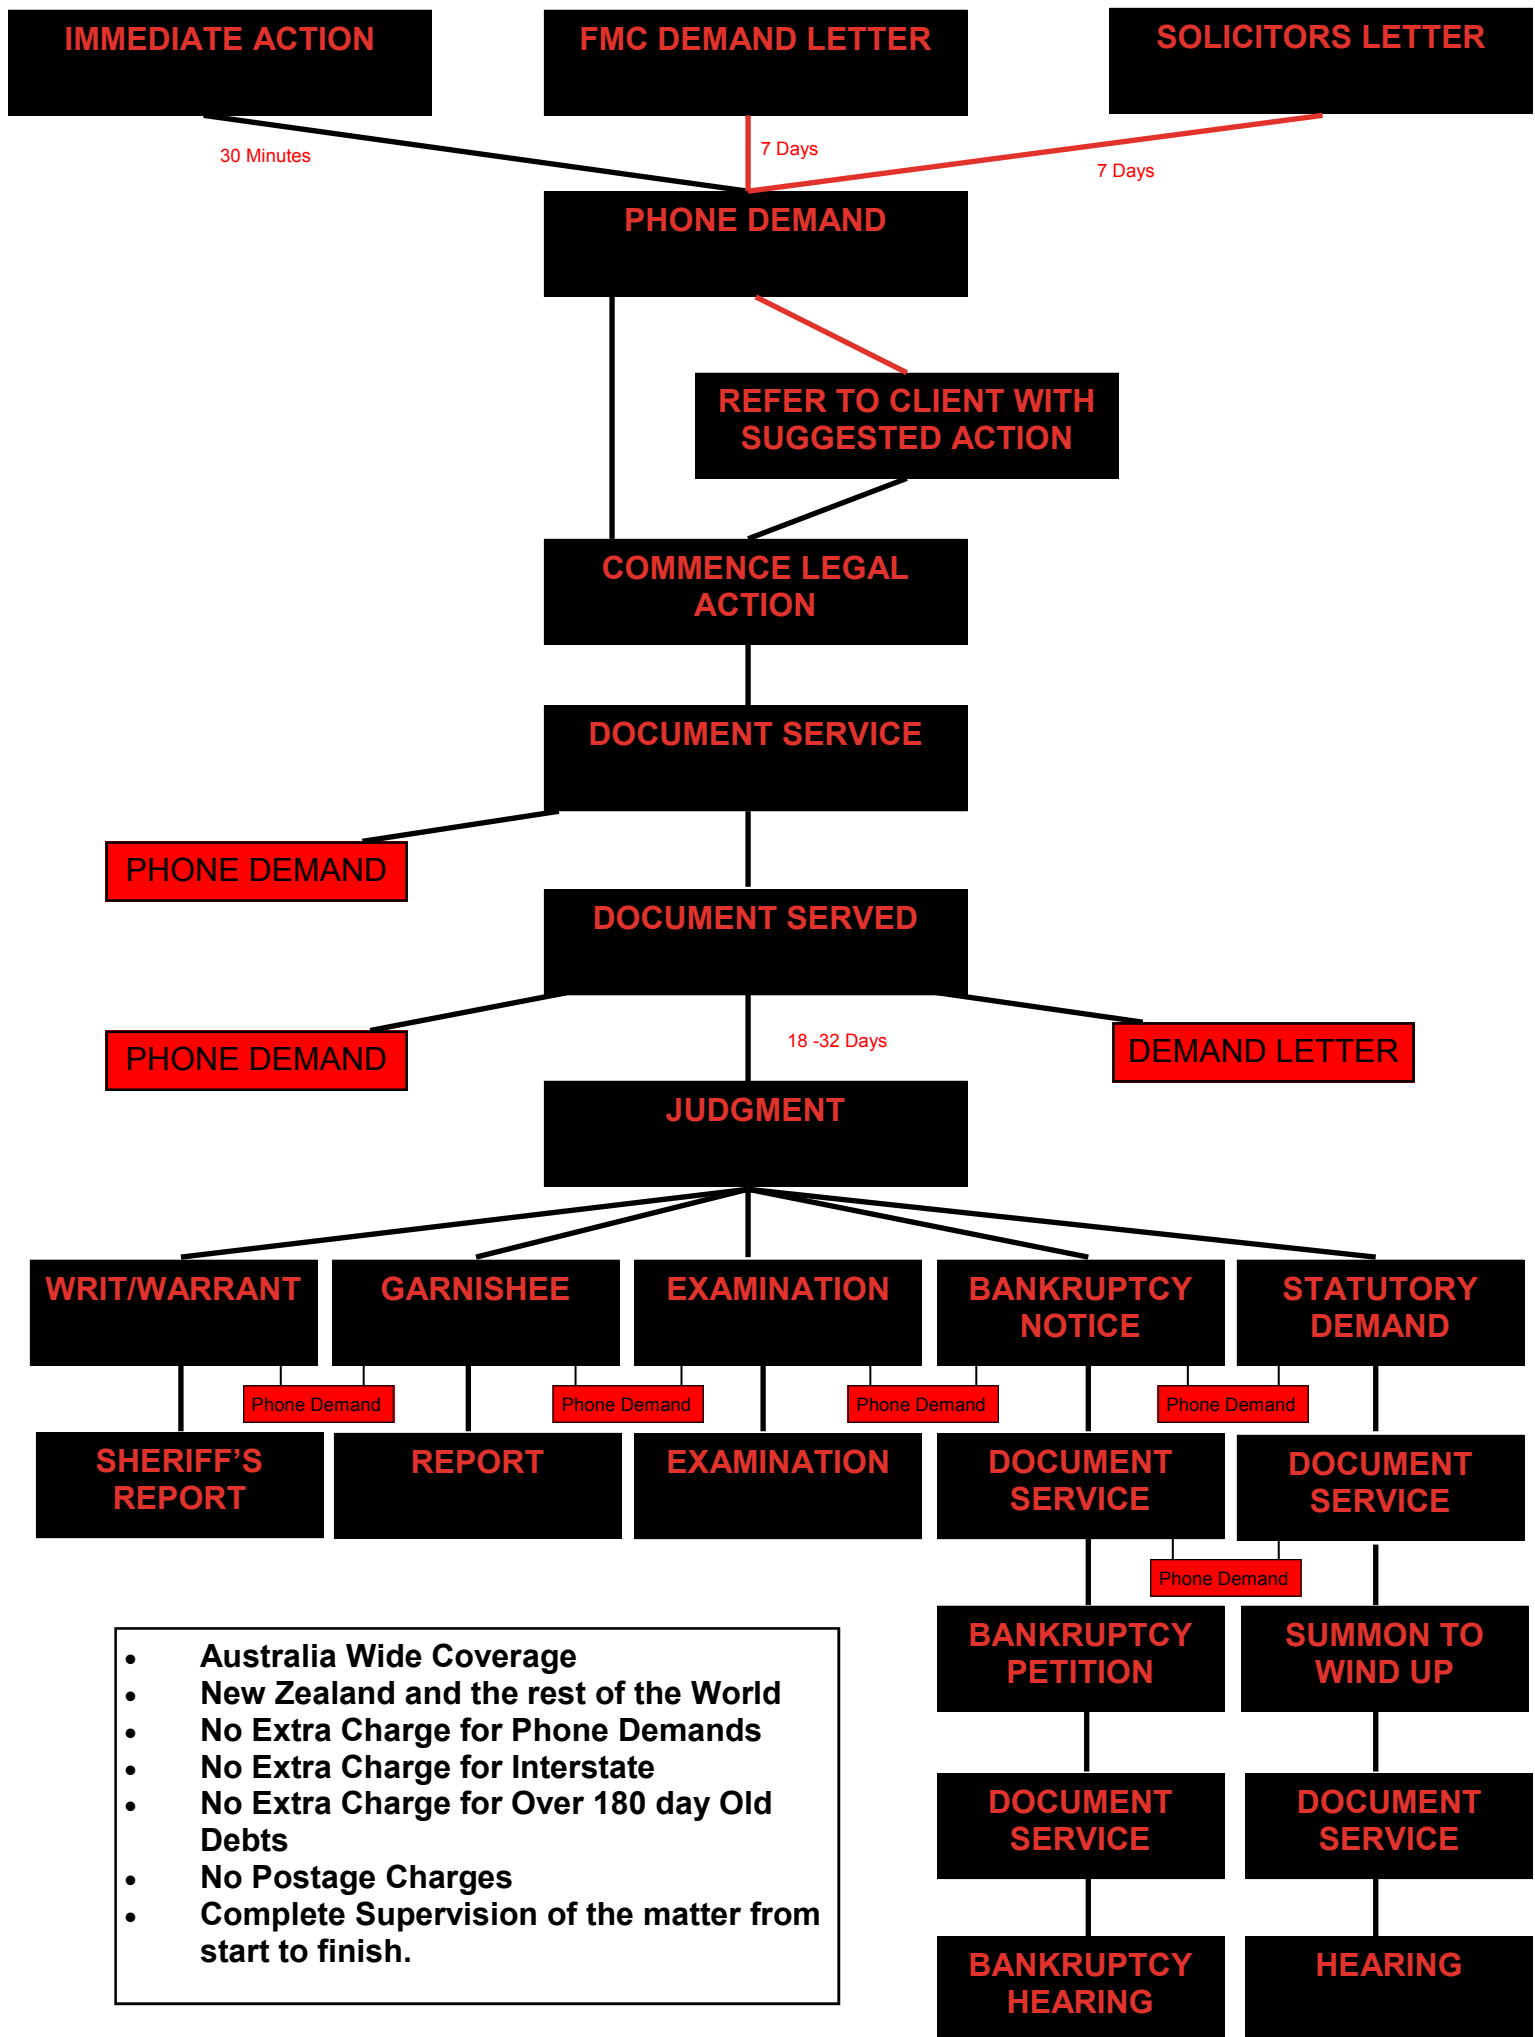 IMMEDIATE ACTION
FMC DEMAND LETTER
SOLICITORS LETTER
30 Minutes
7 Days
7 Days
PHONE DEMAND
REFER TO CLIENT WITH
SUGGESTED ACTION
COMMENCE LEGAL
ACTION
DOCUMENT SERVICE
PHONE DEMAND
DOCUMENT SERVED
PHONE DEMAND
18 -32 Days
DEMAND LETTER
JUDGMENT
WRIT/WARRANT
GARNISHEE
EXAMINATION
BANKRUPTCY
NOTICE
STATUTORY
DEMAND
Phone Demand
Phone Demand
Phone Demand
Phone Demand
SHERIFF’S
REPORT
REPORT
EXAMINATION
DOCUMENT
SERVICE
DOCUMENT
SERVICE
Phone Demand
BANKRUPTCY
PETITION
SUMMON TO
WIND UP
DOCUMENT
SERVICE
DOCUMENT
SERVICE
BANKRUPTCY
HEARING
HEARING
• Australia Wide Coverage
• New Zealand and the rest of the World
• No Extra Charge for Phone Demands
• No Extra Charge for Interstate
• No Extra Charge for Over 180 day Old
Debts
• No Postage Charges
• Complete Supervision of the matter from
start to finish.